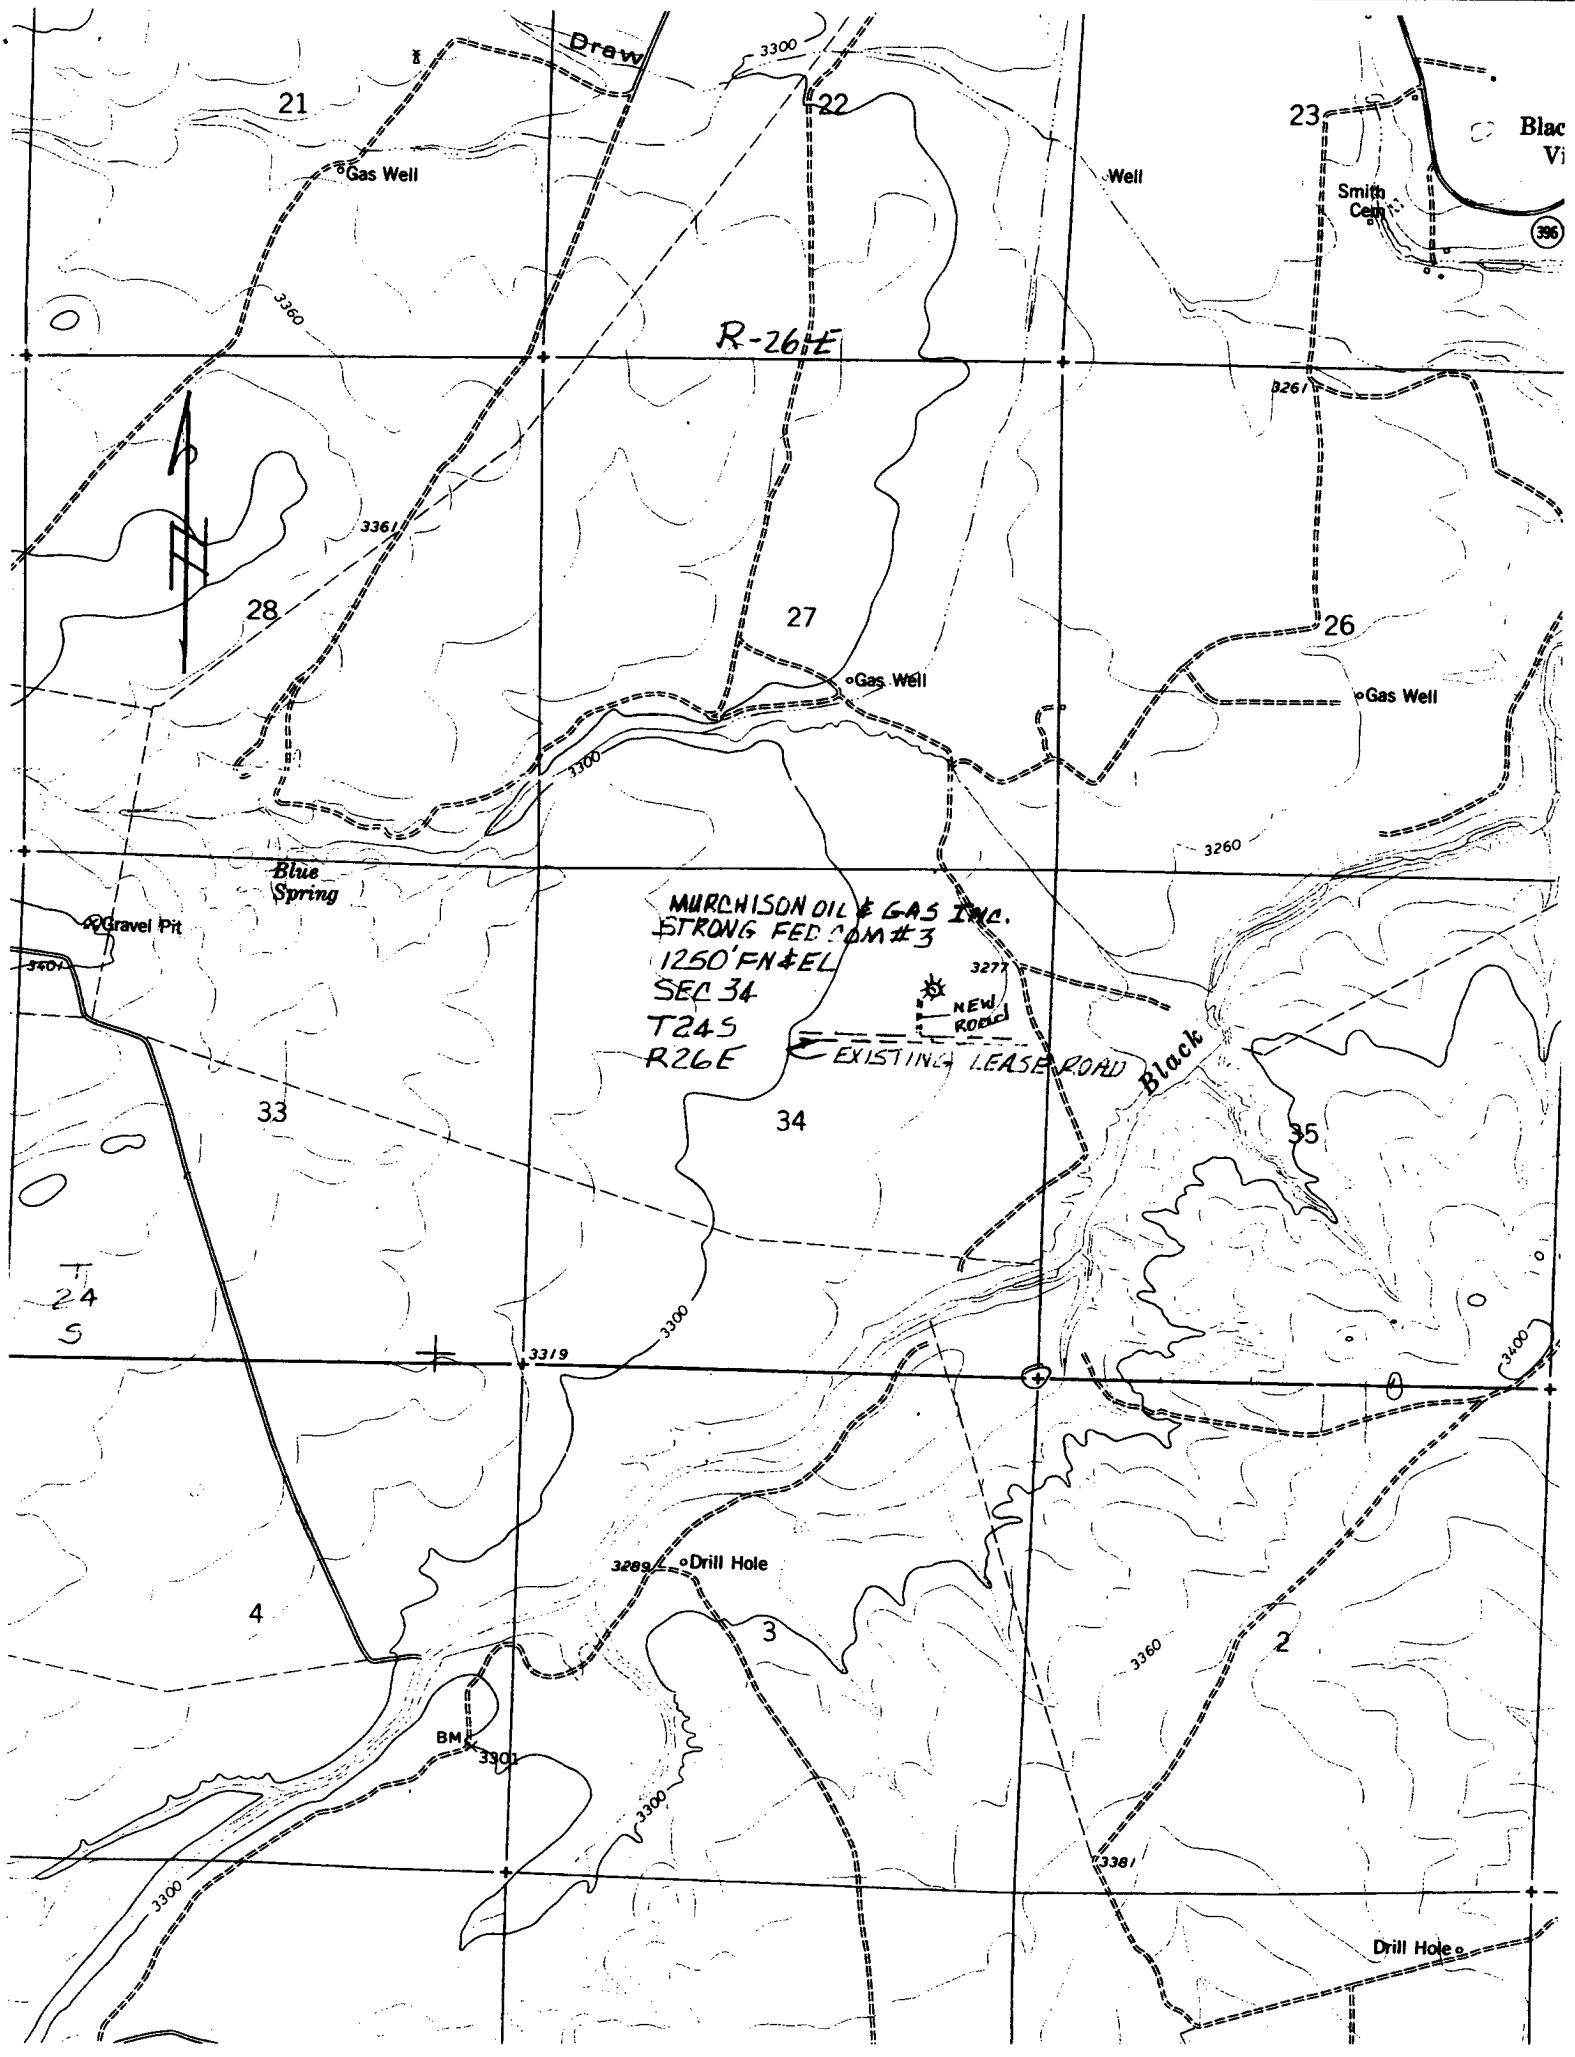 Draw
3300
21
22
23
Blac
Vi
Gas Well
Well
Smith
Cem
396
3360
R-26-E
3261
3361
28
27
26
Gas Well
Gas Well
3300
3260
Blue
Spring
MURCHISON OIL & GAS INC.
STRONG FED COM #3
1250' FN & EL
SEC 34
T24S
R26E
Gravel Pit
3401
3277
NEW
ROAD
EXISTING LEASE ROAD
Black
33
34
35
T
24
S
3300
3319
3400
3289
Drill Hole
4
3
2
3360
BM
3301
3300
3300
3381
Drill Hole